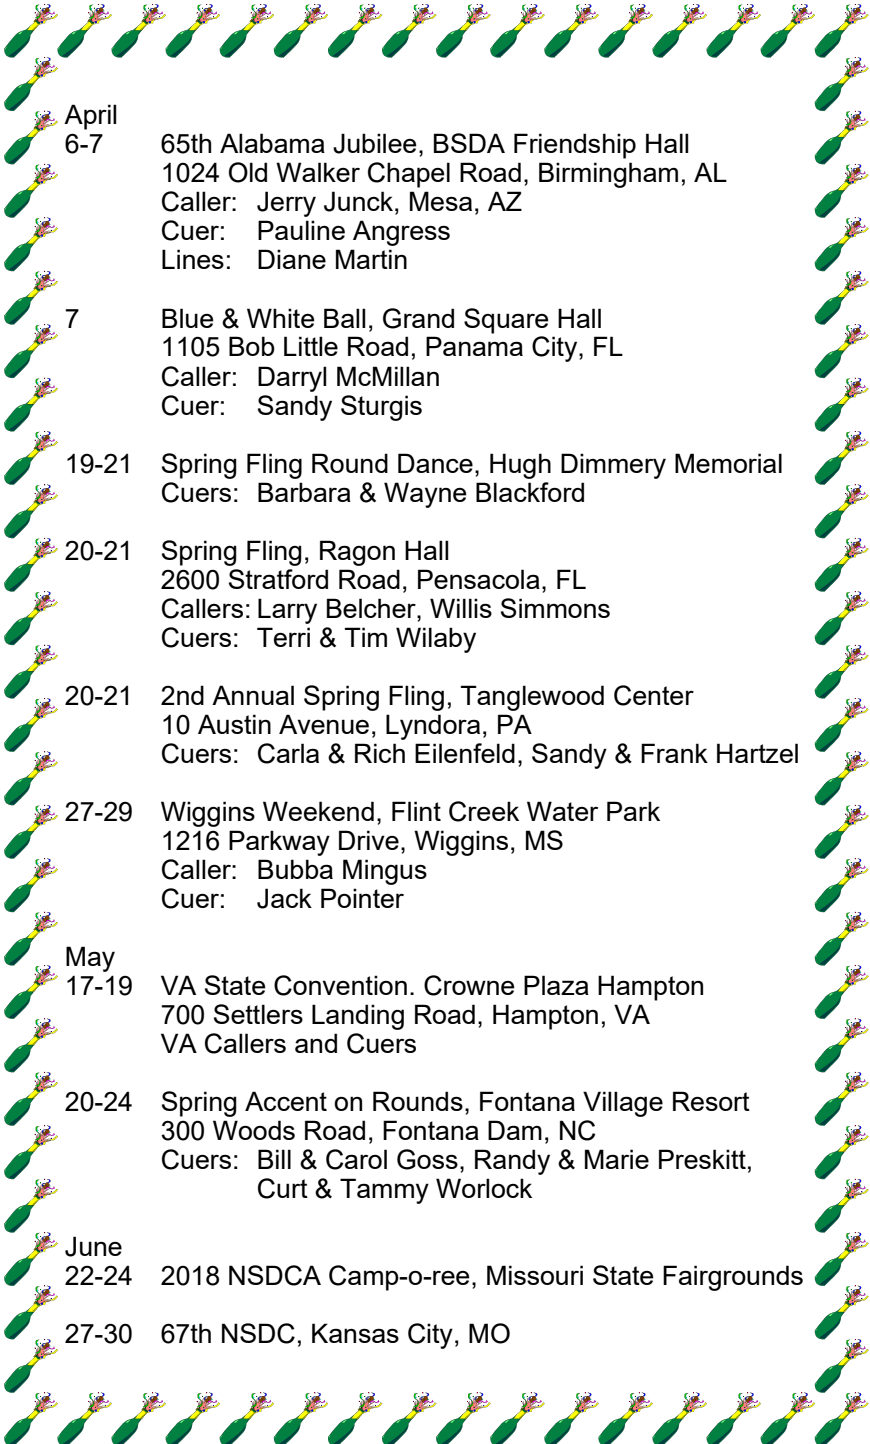 April
6-7 65th Alabama Jubilee, BSDA Friendship Hall
1024 Old Walker Chapel Road, Birmingham, AL
Caller: Jerry Junck, Mesa, AZ
Cuer: Pauline Angress
Lines: Diane Martin
7 Blue & White Ball, Grand Square Hall
1105 Bob Little Road, Panama City, FL
Caller: Darryl McMillan
Cuer: Sandy Sturgis
19-21 Spring Fling Round Dance, Hugh Dimmery Memorial
Cuers: Barbara & Wayne Blackford
20-21 Spring Fling, Ragon Hall
2600 Stratford Road, Pensacola, FL
Callers: Larry Belcher, Willis Simmons
Cuers: Terri & Tim Wilaby
20-21 2nd Annual Spring Fling, Tanglewood Center
10 Austin Avenue, Lyndora, PA
Cuers: Carla & Rich Eilenfeld, Sandy & Frank Hartzel
27-29 Wiggins Weekend, Flint Creek Water Park
1216 Parkway Drive, Wiggins, MS
Caller: Bubba Mingus
Cuer: Jack Pointer
May
17-19 VA State Convention. Crowne Plaza Hampton
700 Settlers Landing Road, Hampton, VA
VA Callers and Cuers
20-24 Spring Accent on Rounds, Fontana Village Resort
300 Woods Road, Fontana Dam, NC
Cuers: Bill & Carol Goss, Randy & Marie Preskitt,
Curt & Tammy Worlock
June
22-24 2018 NSDCA Camp-o-ree, Missouri State Fairgrounds
27-30 67th NSDC, Kansas City, MO